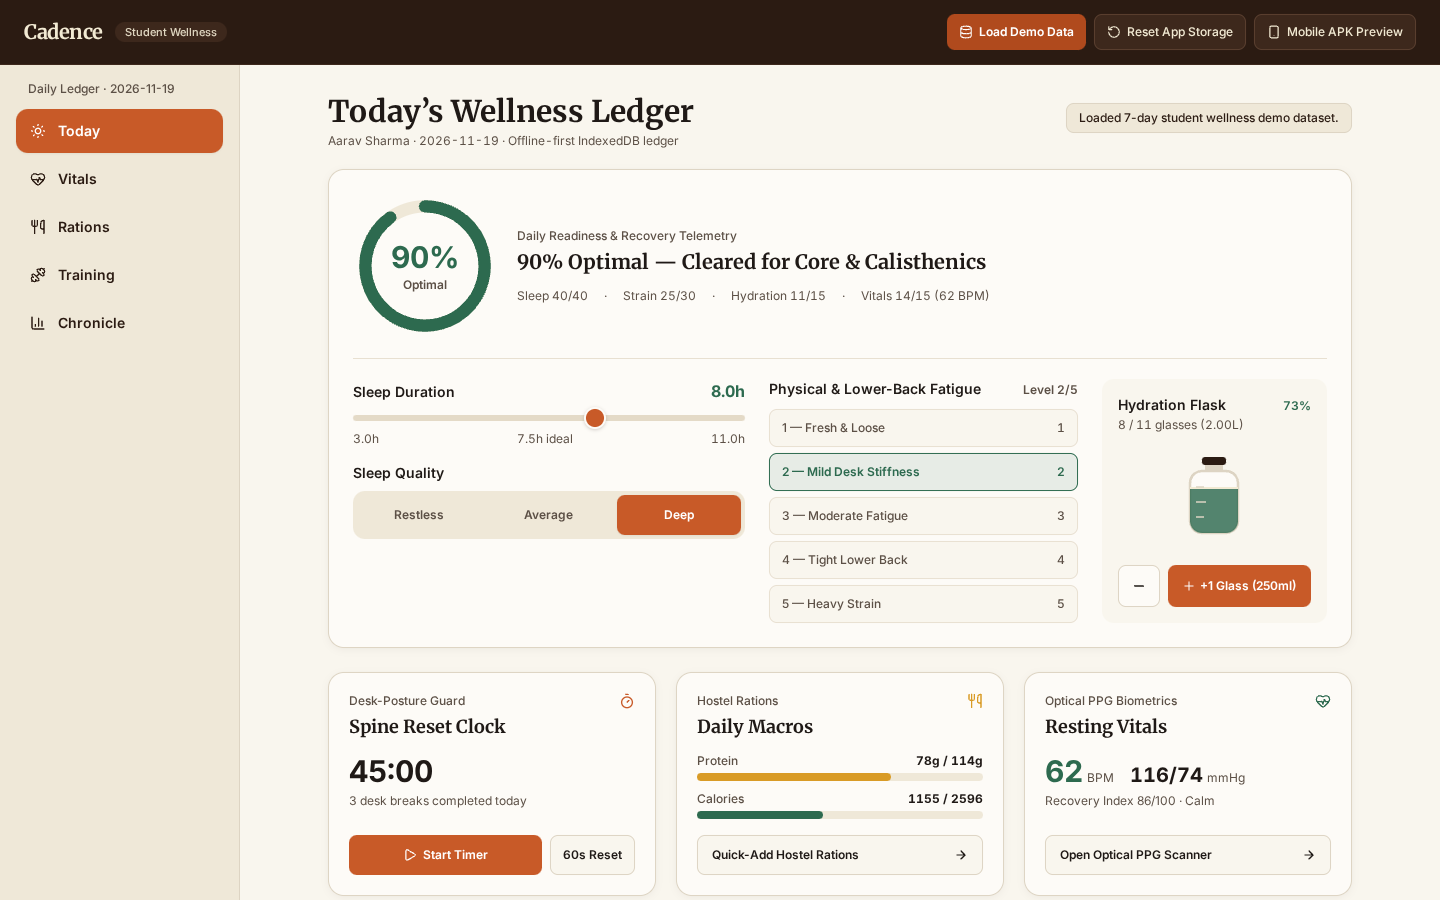 Cadence
Student Wellness
Load Demo Data
Reset App Storage
Mobile APK Preview
Daily Ledger · 2026-11-19
Today
Vitals
Rations
Training
Chronicle
Today’s Wellness Ledger
Aarav Sharma · 2026-11-19 · Offline-first IndexedDB ledger
Loaded 7-day student wellness demo dataset.
90%
Optimal
Daily Readiness & Recovery Telemetry
90% Optimal — Cleared for Core & Calisthenics
Sleep 40/40 · Strain 25/30 · Hydration 11/15 · Vitals 14/15 (62 BPM)
Sleep Duration 8.0h
3.0h 7.5h ideal 11.0h
Sleep Quality
Restless Average Deep
Physical & Lower-Back Fatigue Level 2/5
1 — Fresh & Loose 1
2 — Mild Desk Stiffness 2
3 — Moderate Fatigue 3
4 — Tight Lower Back 4
5 — Heavy Strain 5
Hydration Flask 73%
8 / 11 glasses (2.00L)
+1 Glass (250ml)
Desk-Posture Guard
Spine Reset Clock
45:00
3 desk breaks completed today
Start Timer
60s Reset
Hostel Rations
Daily Macros
Protein 78g / 114g
Calories 1155 / 2596
Quick-Add Hostel Rations
Optical PPG Biometrics
Resting Vitals
62 BPM 116/74 mmHg
Recovery Index 86/100 · Calm
Open Optical PPG Scanner